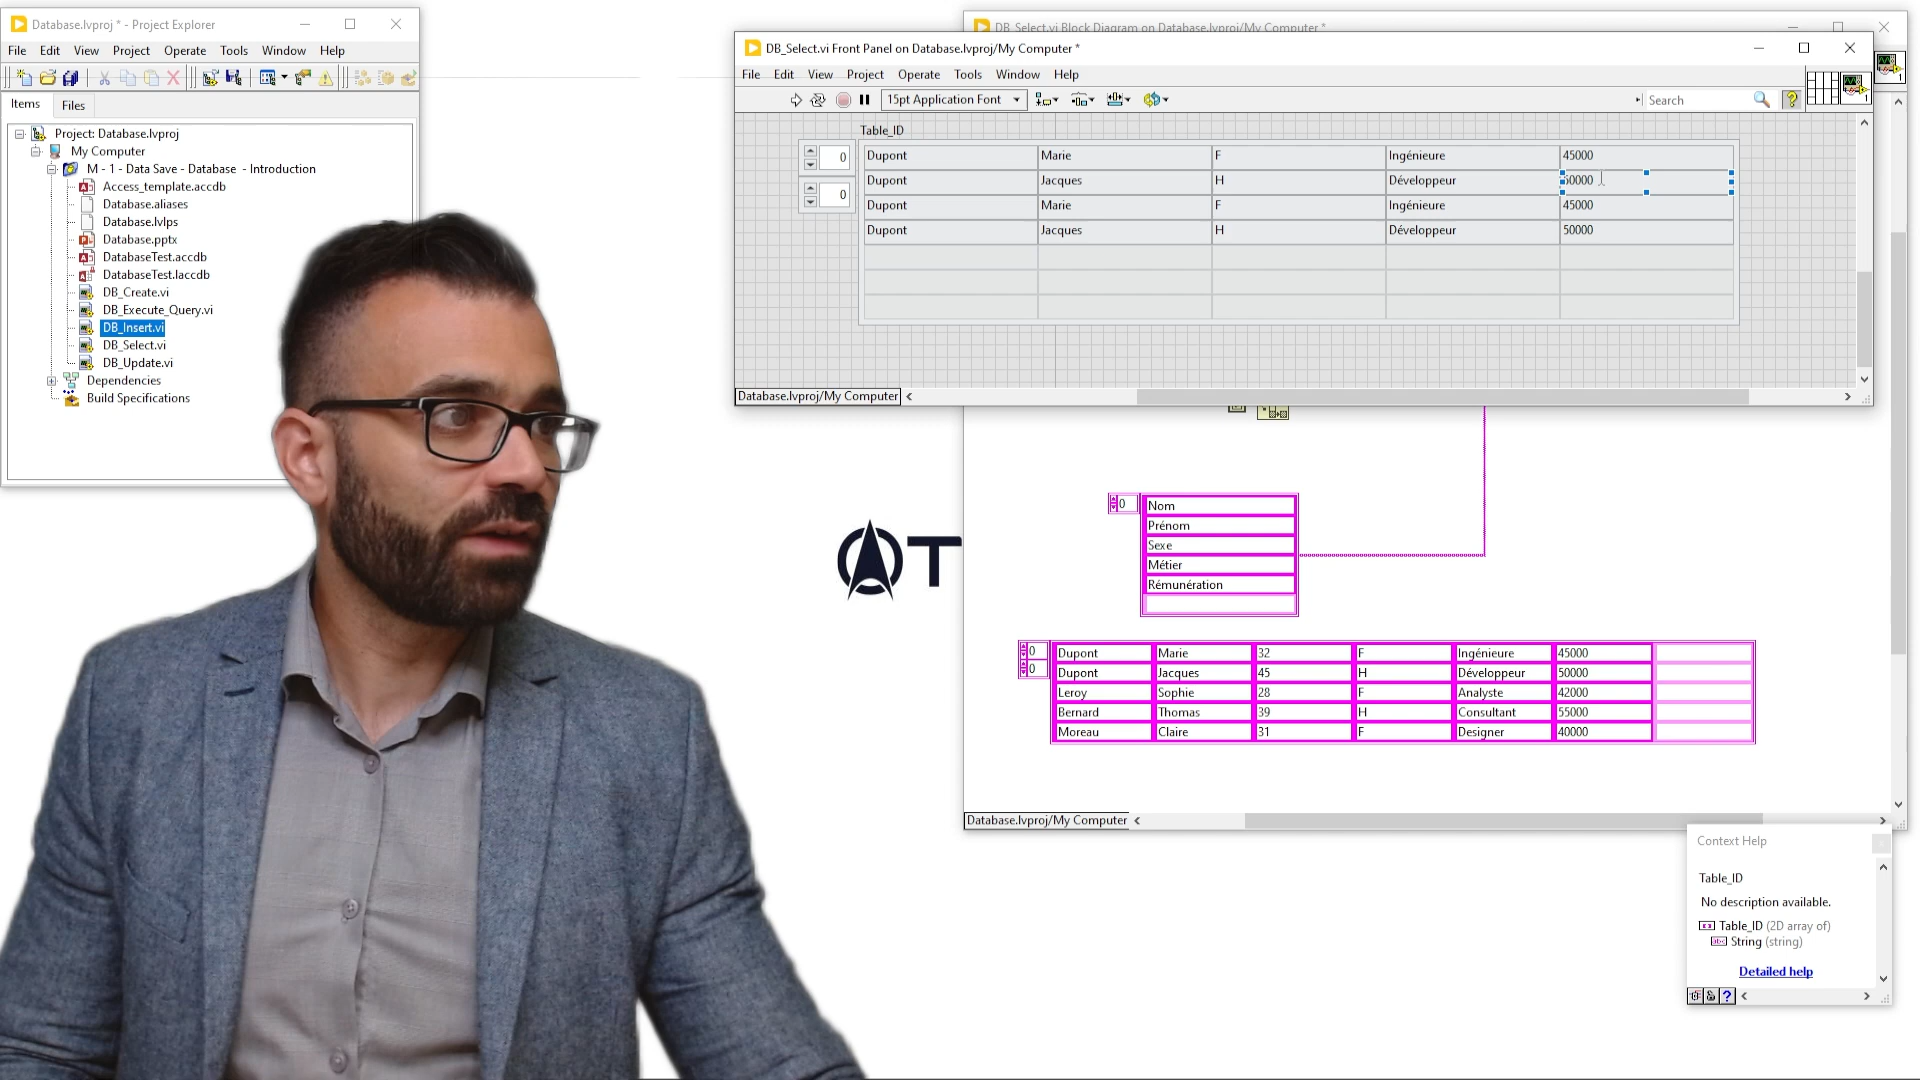 Database.lvproj * - Project Explorer
File Edit View Project Operate Tools Window Help
Items Files
Project: Database.lvproj
My Computer
M - 1 - Data Save - Database - Introduction
Access_template.accdb
Database.aliases
Database.lvlps
Database.pptx
DatabaseTest.accdb
DatabaseTest.laccdb
DB_Create.vi
DB_Execute_Query.vi
DB_Insert.vi
DB_Select.vi
DB_Update.vi
Dependencies
Build Specifications
DB_Select.vi Block Diagram on Database.lvproj/My Computer *
DB_Select.vi Front Panel on Database.lvproj/My Computer *
File Edit View Project Operate Tools Window Help
15pt Application Font Search
Table_ID
0 Dupont Marie F Ingénieure 45000
0 Dupont Jacques H Développeur 50000
Dupont Marie F Ingénieure 45000
Dupont Jacques H Développeur 50000
Database.lvproj/My Computer
0 Nom
Prénom
Sexe
Métier
Rémunération
0 Dupont Marie 32 F Ingénieure 45000
0 Dupont Jacques 45 H Développeur 50000
Leroy Sophie 28 F Analyste 42000
Bernard Thomas 39 H Consultant 55000
Moreau Claire 31 F Designer 40000
Database.lvproj/My Computer
Context Help
Table_ID
No description available.
Table_ID (2D array of)
abc String (string)
Detailed help